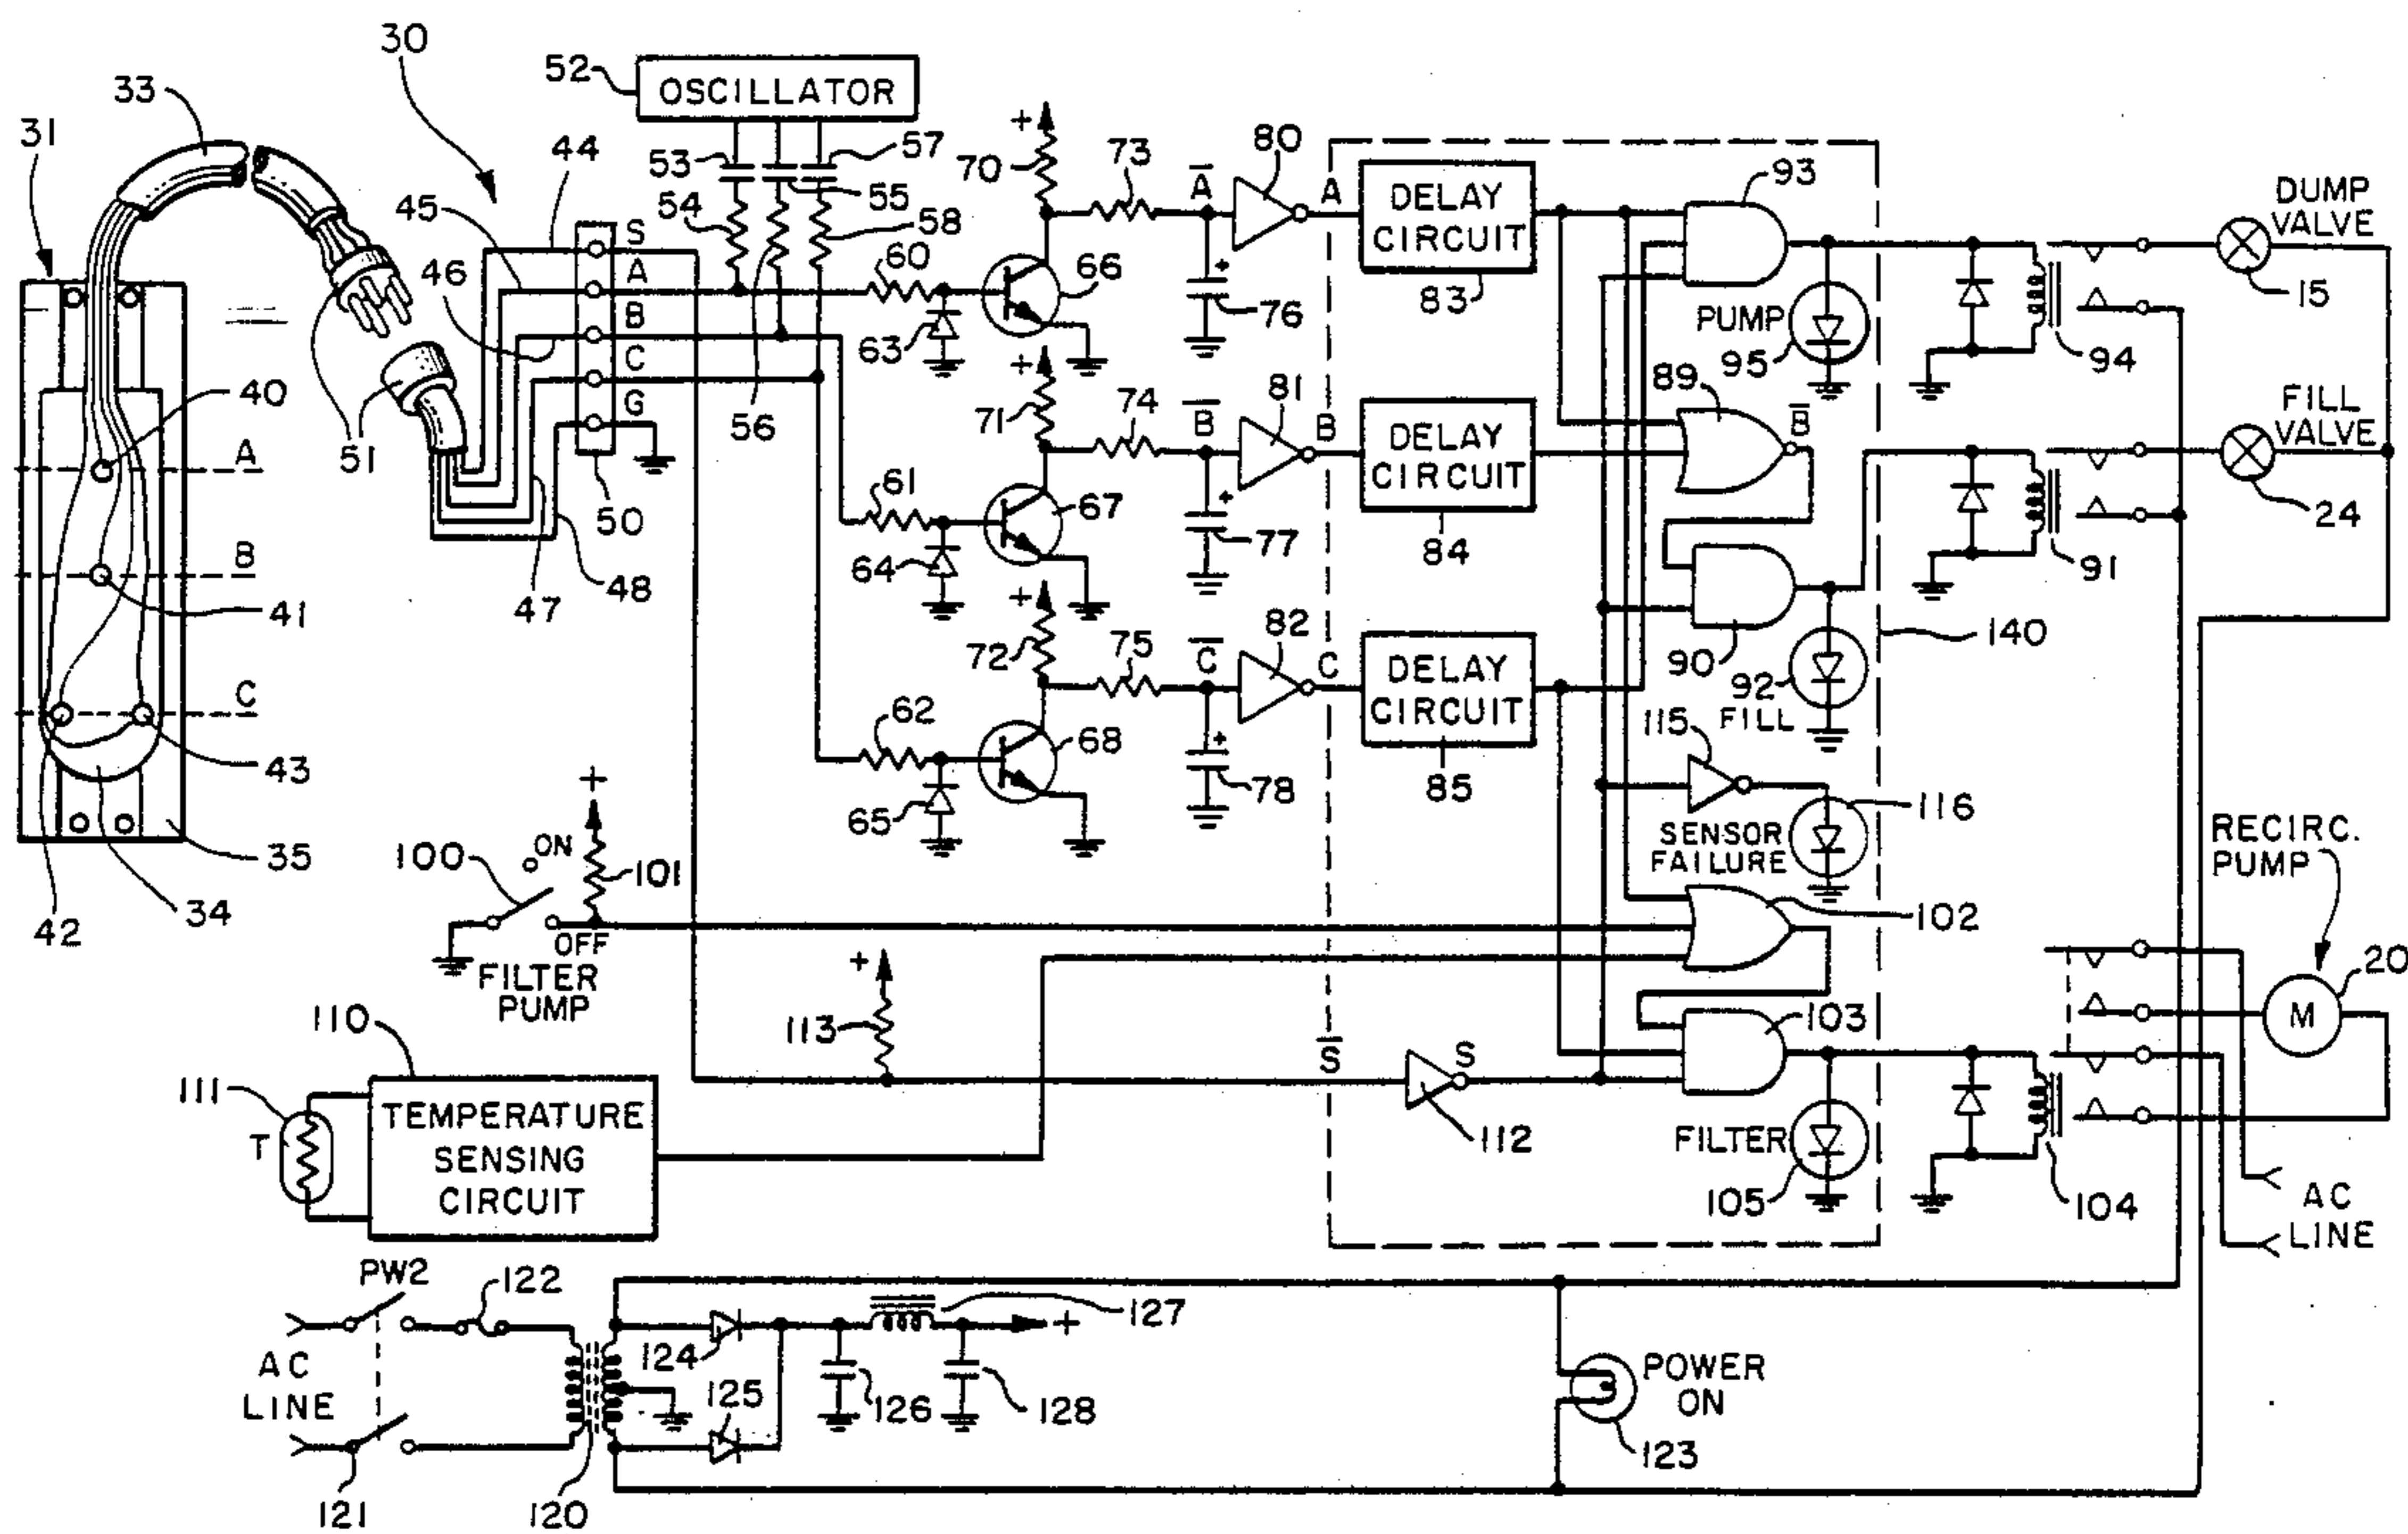 30
33
31
52
OSCILLATOR
53
57
55
54
58
56
44
45
46
S
A
B
C
G
50
51
47
48
40
A
B
41
C
43
42
34
35
60
63
66
+
70
73
A̅
80
A
+
76
DELAY
CIRCUIT
83
93
PUMP
95
94
DUMP
VALVE
15
61
64
67
+
71
74
B̅
81
B
+
77
DELAY
CIRCUIT
84
89
B̅
90
92
FILL
91
FILL
VALVE
24
140
62
65
68
+
72
75
C̅
82
C
+
78
DELAY
CIRCUIT
85
115
SENSOR
FAILURE
116
100
ON
OFF
FILTER
PUMP
+
101
102
RECIRC.
PUMP
20
M
+
113
S̅
S
112
103
FILTER
105
104
AC
LINE
110
111
T
TEMPERATURE
SENSING
CIRCUIT
PW2
122
AC
LINE
121
120
124
125
126
127
+
128
POWER
ON
123